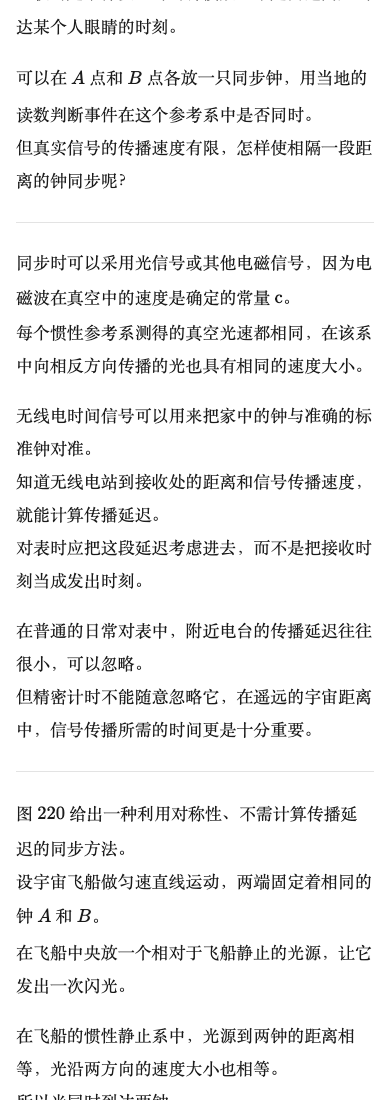 达某个人眼睛的时刻。
可以在 A 点和 B 点各放一只同步钟，用当地的
读数判断事件在这个参考系中是否同时。
但真实信号的传播速度有限，怎样使相隔一段距
离的钟同步呢?
同步时可以采用光信号或其他电磁信号，因为电
磁波在真空中的速度是确定的常量 c。
每个惯性参考系测得的真空光速都相同，在该系
中向相反方向传播的光也具有相同的速度大小。
无线电时间信号可以用来把家中的钟与准确的标
准钟对准。
知道无线电站到接收处的距离和信号传播速度，
就能计算传播延迟。
对表时应把这段延迟考虑进去，而不是把接收时
刻当成发出时刻。
在普通的日常对表中，附近电台的传播延迟往往
很小，可以忽略。
但精密计时不能随意忽略它，在遥远的宇宙距离
中，信号传播所需的时间更是十分重要。
图 220 给出一种利用对称性、不需计算传播延
迟的同步方法。
设宇宙飞船做匀速直线运动，两端固定着相同的
钟 A 和 B。
在飞船中央放一个相对于飞船静止的光源，让它
发出一次闪光。
在飞船的惯性静止系中，光源到两钟的距离相
等，光沿两方向的速度大小也相等。
所以光同时到达两钟